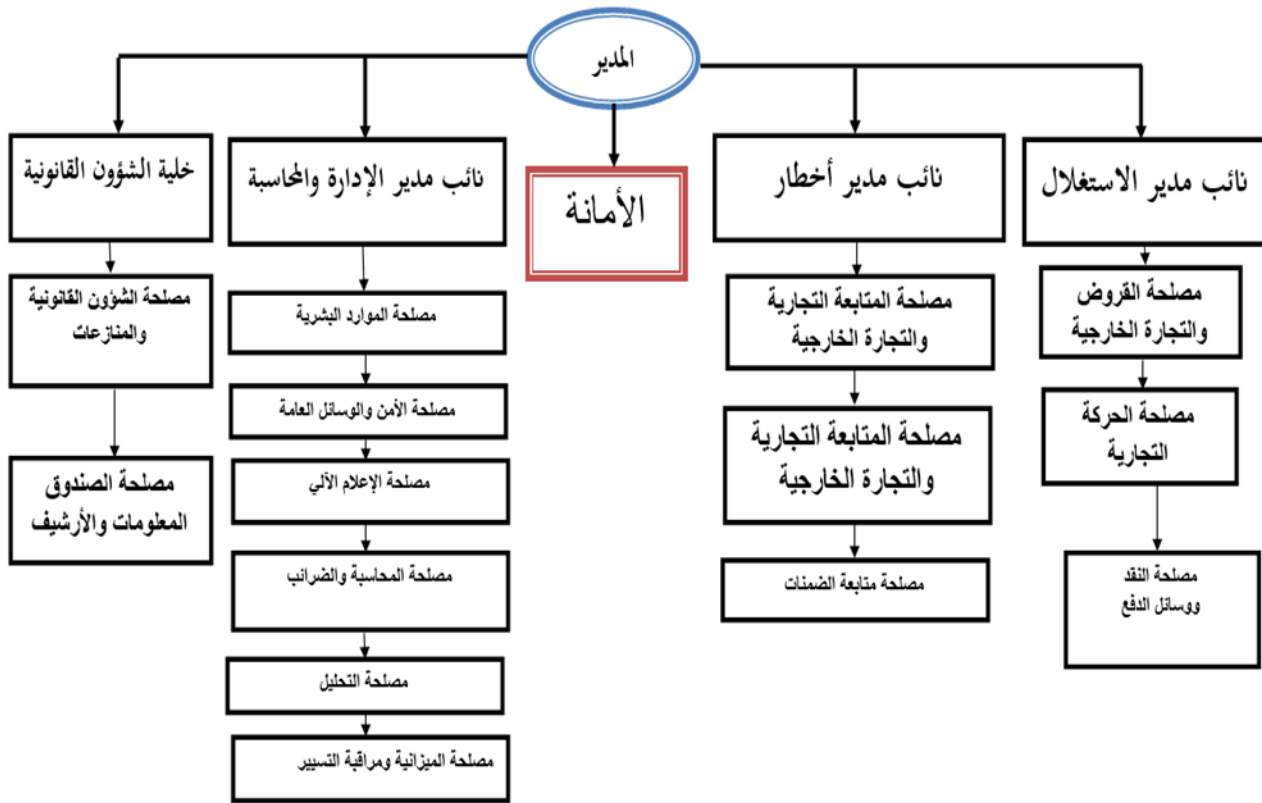 المدير
نائب مدير الاستغلال
نائب مدير أخطار
الأمانة
نائب مدير الإدارة والمحاسبة
خلية الشؤون القانونية
مصلحة القروض
والتجارة الخارجية
مصلحة الحركة
التجارية
مصلحة النقد
ووسائل الدفع
مصلحة المتابعة التجارية
والتجارة الخارجية
مصلحة المتابعة التجارية
والتجارة الخارجية
مصلحة متابعة الضمنات
مصلحة الموارد البشرية
مصلحة الأمن والوسائل العامة
مصلحة الإعلام الآلي
مصلحة المحاسبة والضرائب
مصلحة التحليل
مصلحة الميزانية ومراقبة التسيير
مصلحة الشؤون القانونية
والمنازعات
مصلحة الصندوق
المعلومات والأرشيف